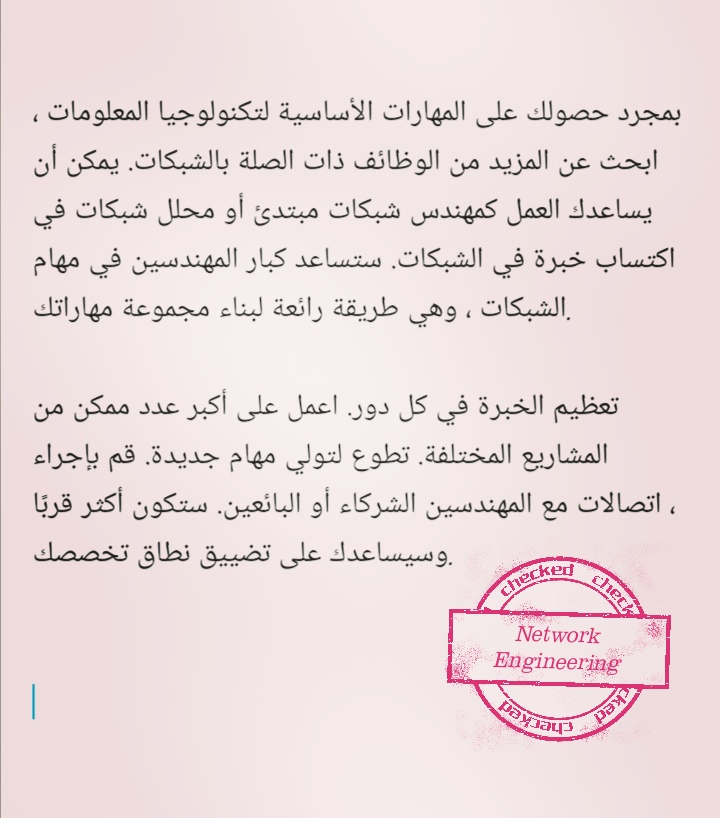 بمجرد حصولك على المهارات الأساسية لتكنولوجيا المعلومات ،
ابحث عن المزيد من الوظائف ذات الصلة بالشبكات. يمكن أن
يساعدك العمل كمهندس شبكات مبتدئ أو محلل شبكات في
اكتساب خبرة في الشبكات. ستساعد كبار المهندسين في مهام
الشبكات ، وهي طريقة رائعة لبناء مجموعة مهاراتك.
تعظيم الخبرة في كل دور. اعمل على أكبر عدد ممكن من
المشاريع المختلفة. تطوع لتولي مهام جديدة. قم بإجراء
اتصالات مع المهندسين الشركاء أو البائعين. ستكون أكثر قربًا ،
وسيساعدك على تضييق نطاق تخصصك.
checked check
Network
Engineering
cked checked checked